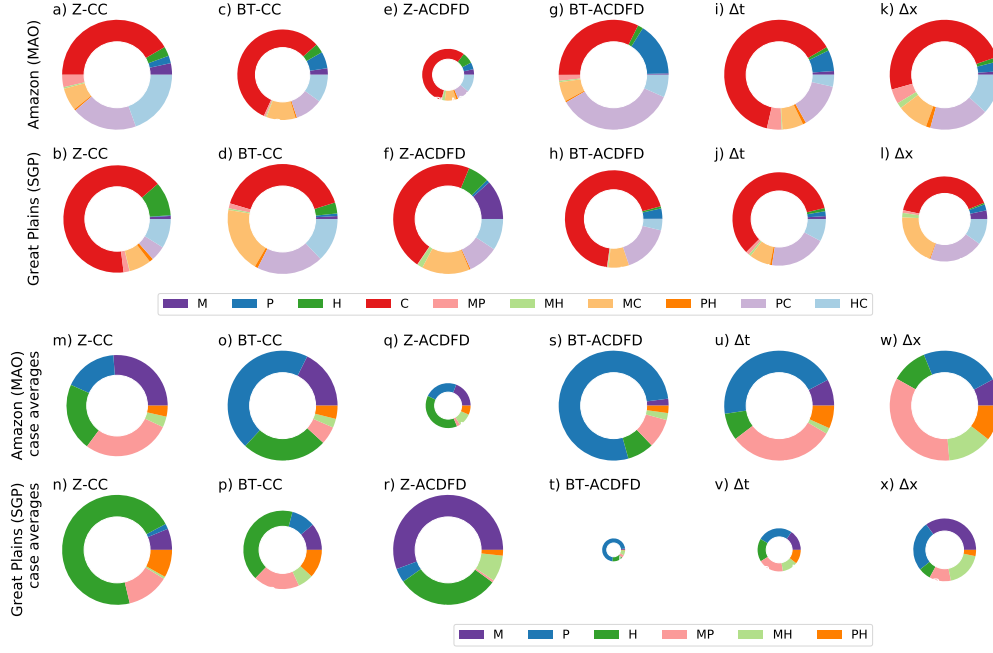 a) Z-CC
c) BT-CC
e) Z-ACDFD
g) BT-ACDFD
i) Δt
k) Δx
Amazon (MAO)
b) Z-CC
d) BT-CC
f) Z-ACDFD
h) BT-ACDFD
j) Δt
l) Δx
Great Plains (SGP)
M P H C MP MH MC PH PC HC
m) Z-CC
o) BT-CC
q) Z-ACDFD
s) BT-ACDFD
u) Δt
w) Δx
Amazon (MAO)
case averages
n) Z-CC
p) BT-CC
r) Z-ACDFD
t) BT-ACDFD
v) Δt
x) Δx
Great Plains (SGP)
case averages
M P H MP MH PH